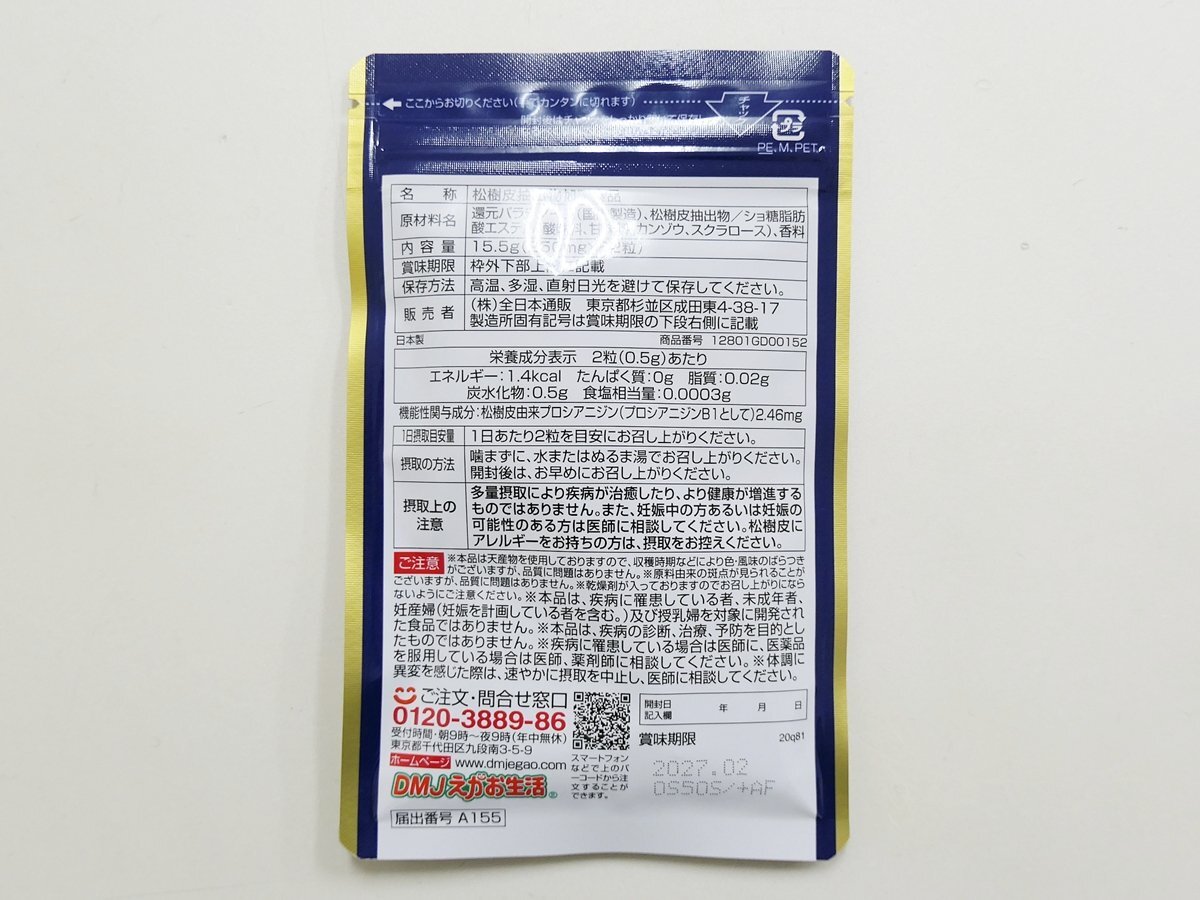 ここからお切りください(手でカンタンに切れます)
チャック
開封後はチャックをしっかり
保存
プラ
PE、M、PET
名称 松樹皮抽 品
原材料名 還元パラ (国 製造)、松樹皮抽出物/ショ糖脂肪
酸エステ 酸 料、甘 カンゾウ、スクラロース)、香料
内容量 15.5g( 粒)
賞味期限 枠外下部 記載
保存方法 高温、多湿、直射日光を避けて保存してください。
販売者 (株)全日本通販 東京都杉並区成田東4-38-17
製造所固有記号は賞味期限の下段右側に記載
日本製 商品番号 12801GD00152
栄養成分表示 2粒(0.5g)あたり
エネルギー:1.4kcal たんぱく質:0g 脂質:0.02g
炭水化物:0.5g 食塩相当量:0.0003g
機能性関与成分:松樹皮由来プロシアニジン(プロシアニジンB1として)2.46mg
1日摂取目安量 1日あたり2粒を目安にお召し上がりください。
摂取の方法 噛まずに、水またはぬるま湯でお召し上がりください。
開封後は、お早めにお召し上がりください。
摂取上の注意 多量摂取により疾病が治癒したり、より健康が増進する
ものではありません。また、妊娠中の方あるいは妊娠の
可能性のある方は医師に相談してください。松樹皮に
アレルギーをお持ちの方は、摂取をお控えください。
ご注意 ※本品は天産物を使用しておりますので、収穫時期などにより色・風味のばらつき
がございますが、品質に問題はありません。※原料由来の斑点が見られることが
ございますが、品質に問題はありません。※乾燥剤が入っておりますのでお召し上がりになら
ないようにご注意ください。※本品は、疾病に罹患している者、未成年者、
妊産婦(妊娠を計画している者を含む。)及び授乳婦を対象に開発され
た食品ではありません。※本品は、疾病の診断、治療、予防を目的とし
たものではありません。※疾病に罹患している場合は医師に、医薬品
を服用している場合は医師、薬剤師に相談してください。※体調に
異変を感じた際は、速やかに摂取を中止し、医師に相談してください。
ご注文・問合せ窓口
0120-3889-86
受付時間・朝9時~夜9時(年中無休)
東京都千代田区九段南3-5-9
ホームページ www.dmjegao.com
DMJえがお生活®
スマートフォン
などで上のバ
ーコードから注
文することが
できます。
開封日記入欄 年 月 日
賞味期限 20q81
2027.02
0S50S/+AF
届出番号 A155